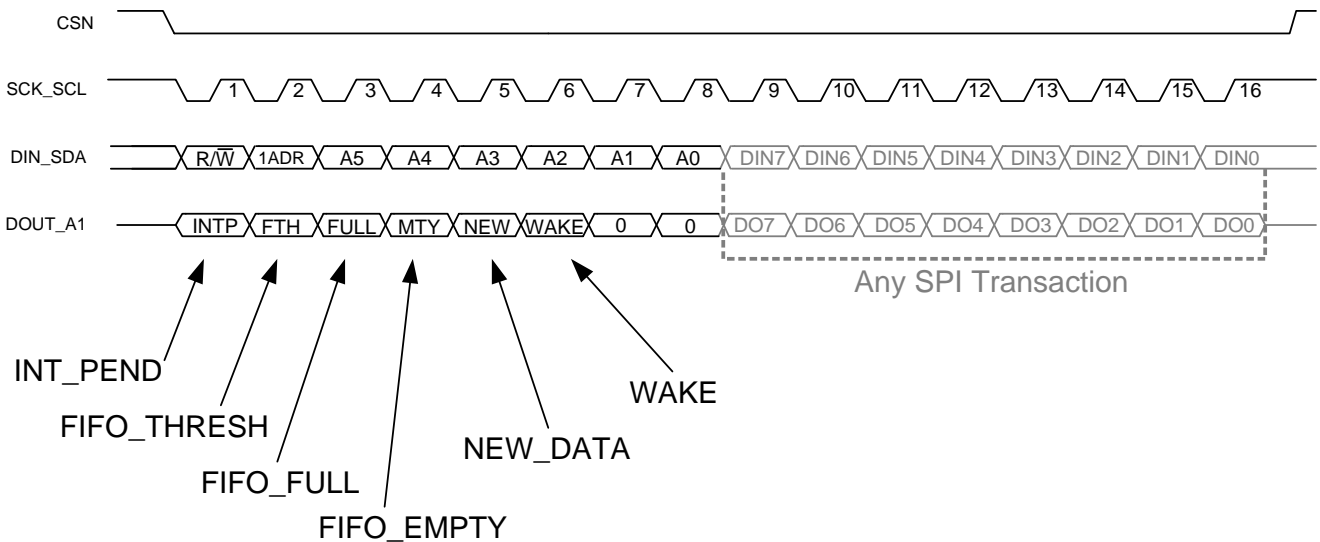 CSN
SCK_SCL 1 2 3 4 5 6 7 8 9 10 11 12 13 14 15 16
DIN_SDA R/W̅ 1ADR A5 A4 A3 A2 A1 A0 DIN7 DIN6 DIN5 DIN4 DIN3 DIN2 DIN1 DIN0
DOUT_A1 INTP FTH FULL MTY NEW WAKE 0 0 DO7 DO6 DO5 DO4 DO3 DO2 DO1 DO0
Any SPI Transaction
INT_PEND
WAKE
FIFO_THRESH
NEW_DATA
FIFO_FULL
FIFO_EMPTY